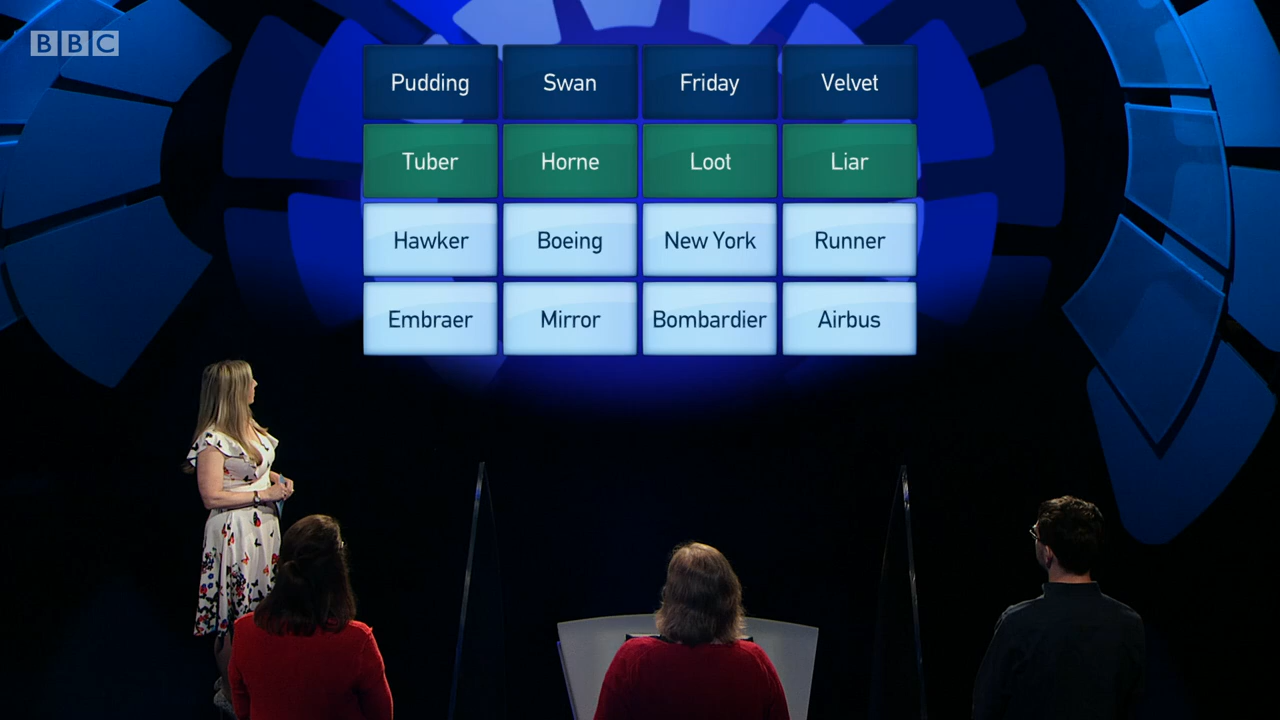 BBC
Pudding Swan Friday Velvet
Tuber Horne Loot Liar
Hawker Boeing New York Runner
Embraer Mirror Bombardier Airbus